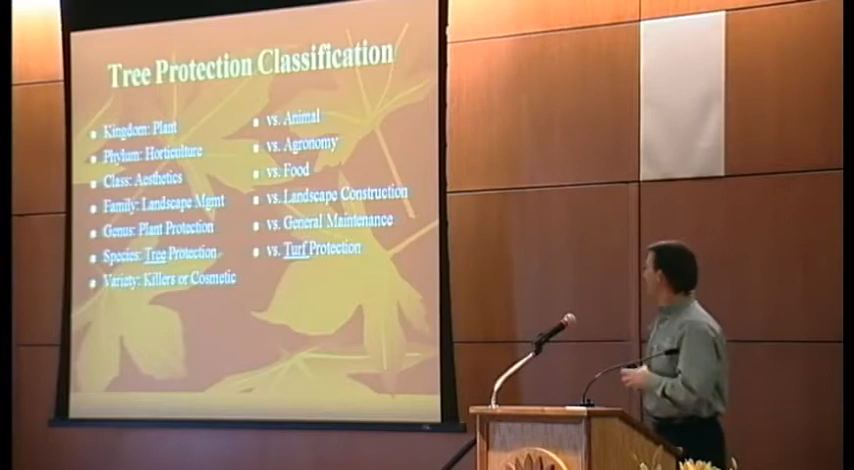 Tree Protection Classification
Kingdom: Plant
Phylum: Horticulture
Class: Aesthetics
Family: Landscape Mgmt
Genus: Plant Protection
Species: Tree Protection
Variety: Killers or Cosmetic
vs. Animal
vs. Agronomy
vs. Food
vs. Landscape Construction
vs. General Maintenance
vs. Turf Protection